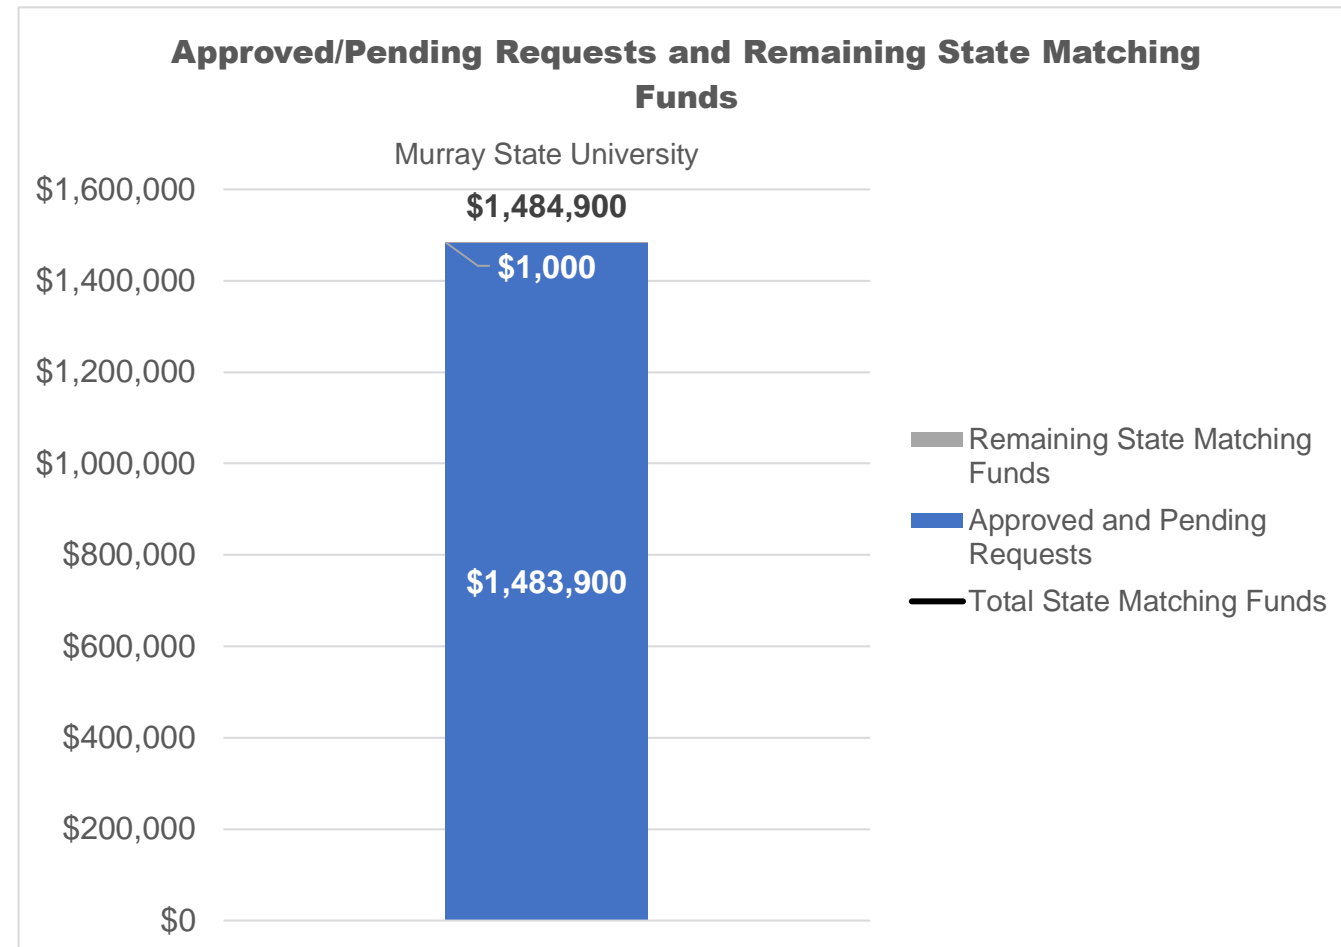 Approved/Pending Requests and Remaining State Matching
Funds
Murray State University
$1,600,000
$1,484,900
$1,000
$1,400,000
$1,200,000
$1,000,000
$800,000
$1,483,900
$600,000
$400,000
$200,000
$0
Remaining State Matching
Funds
Approved and Pending
Requests
Total State Matching Funds